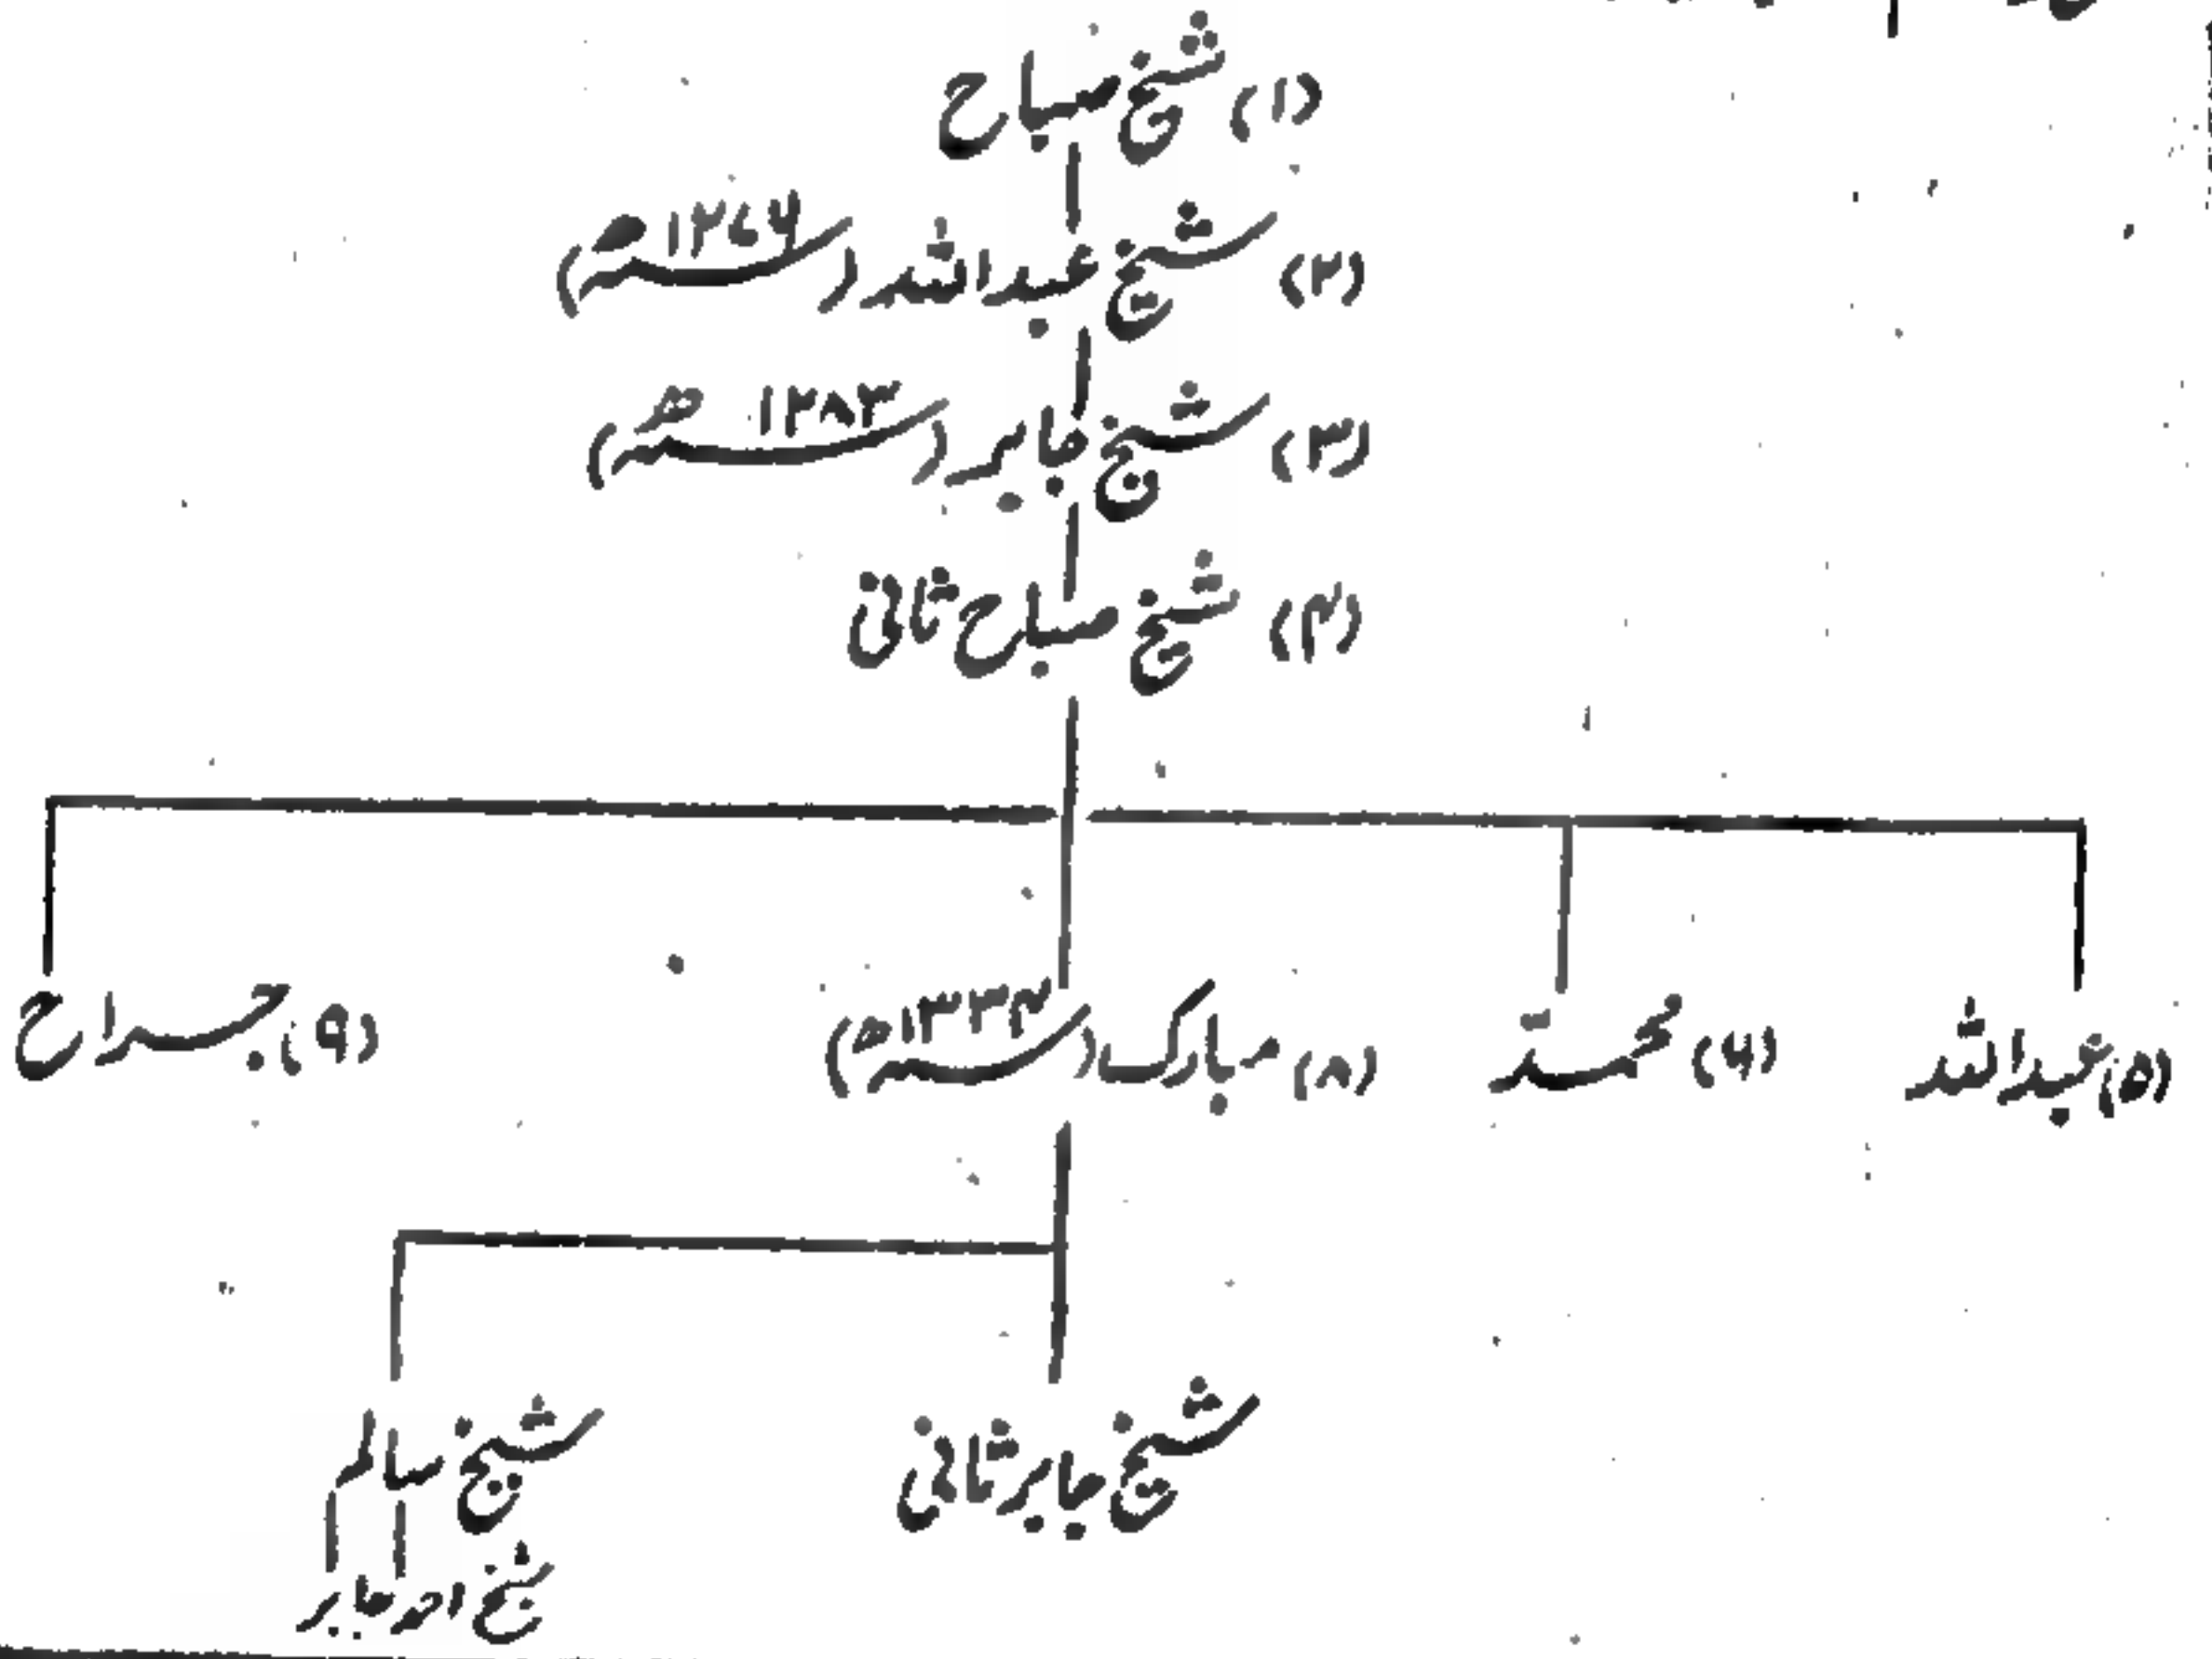 (۱) شیخ صباح
(۲) شیخ عبداللہ (۱۲۶۴ھ)
(۳) شیخ جابر (۱۲۸۳ھ)
(۴) شیخ صباح ثانی
(۵) عبداللہ (۶) محمد (۸) مبارک (۱۳۳۴ھ) (۹) جراح
شیخ جابر ثانی شیخ سالم
شیخ احمد جابر